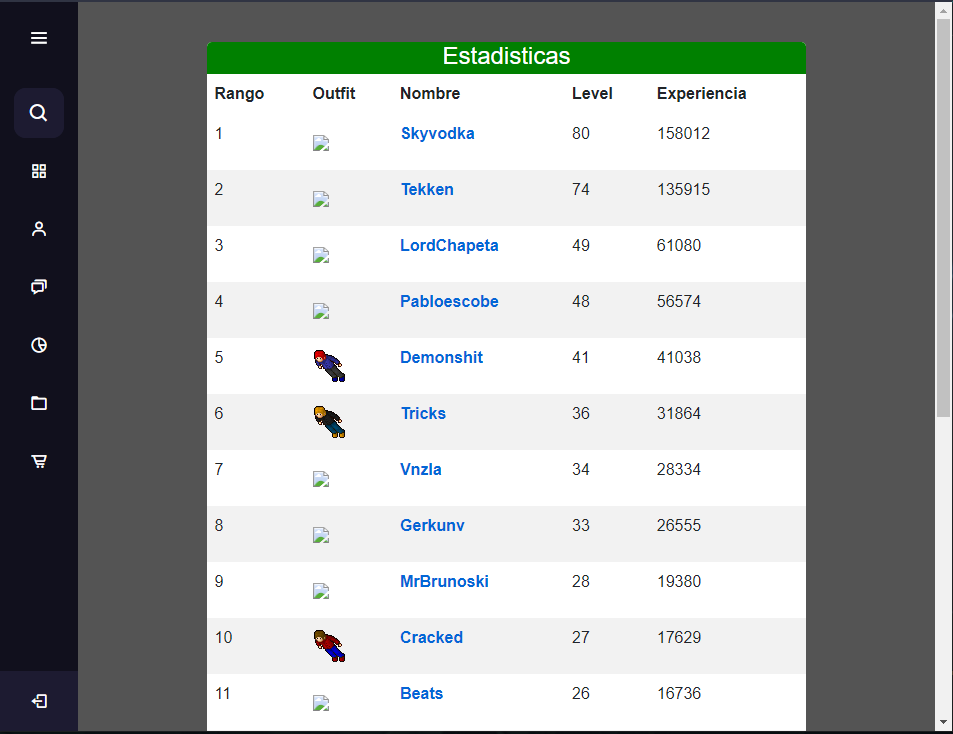 Estadisticas
Rango Outfit Nombre Level Experiencia
1 Skyvodka 80 158012
2 Tekken 74 135915
3 LordChapeta 49 61080
4 Pabloescobe 48 56574
5 Demonshit 41 41038
6 Tricks 36 31864
7 Vnzla 34 28334
8 Gerkunv 33 26555
9 MrBrunoski 28 19380
10 Cracked 27 17629
11 Beats 26 16736